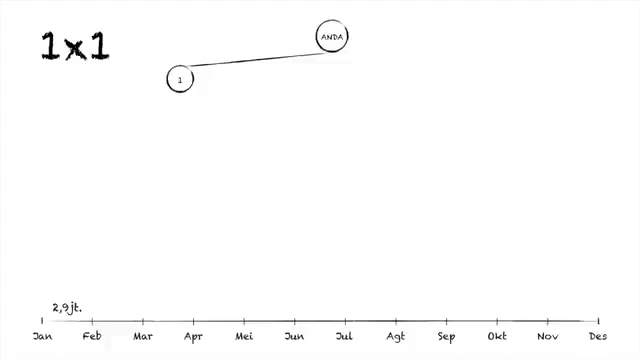 1x1
ANDA
1
2,9jt.
Jan Feb Mar Apr Mei Jun Jul Agt Sep Okt Nov Des